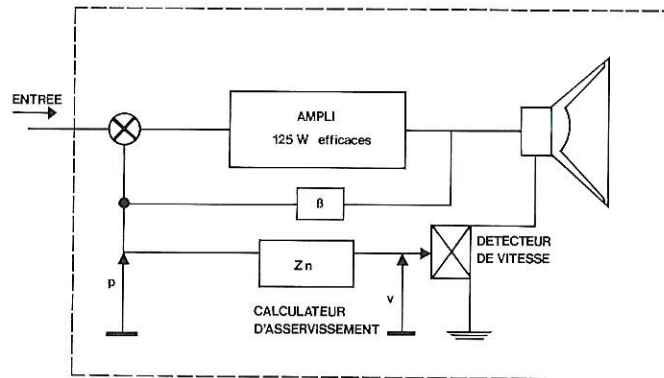 ENTREE
AMPLI
125 W efficaces
β
DETECTEUR
DE VITESSE
Zn
p
v
CALCULATEUR
D'ASSERVISSEMENT